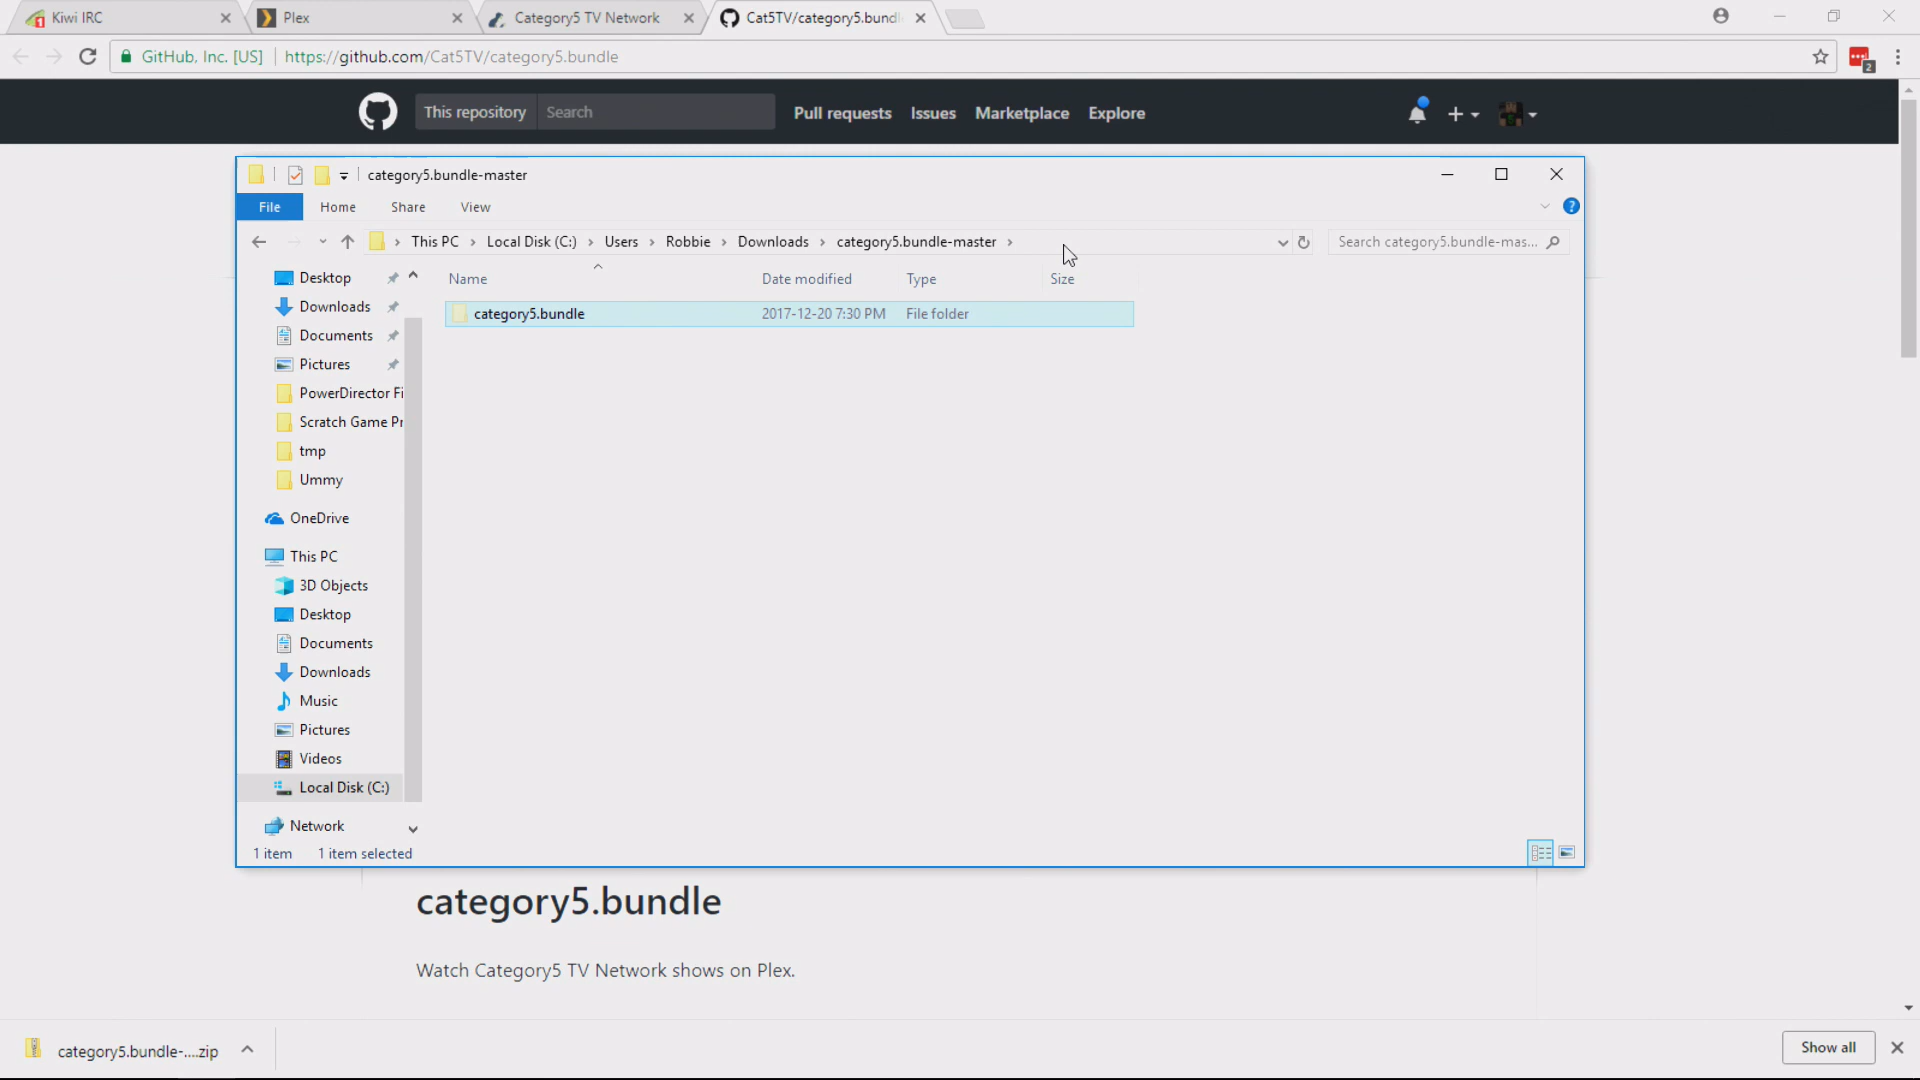 Kiwi IRC
Plex
Category5 TV Network
Cat5TV/category5.bundl
GitHub, Inc. [US]
https://github.com/Cat5TV/category5.bundle
2
This repository
Search
Pull requests
Issues
Marketplace
Explore
category5.bundle-master
File
Home
Share
View
This PC
Local Disk (C:)
Users
Robbie
Downloads
category5.bundle-master
Search category5.bundle-mas...
Name
Date modified
Type
Size
category5.bundle
2017-12-20 7:30 PM
File folder
Desktop
Downloads
Documents
Pictures
PowerDirector Fi
Scratch Game Pr
tmp
Ummy
OneDrive
This PC
3D Objects
Desktop
Documents
Downloads
Music
Pictures
Videos
Local Disk (C:)
Network
1 item
1 item selected
category5.bundle
Watch Category5 TV Network shows on Plex.
category5.bundle-....zip
Show all